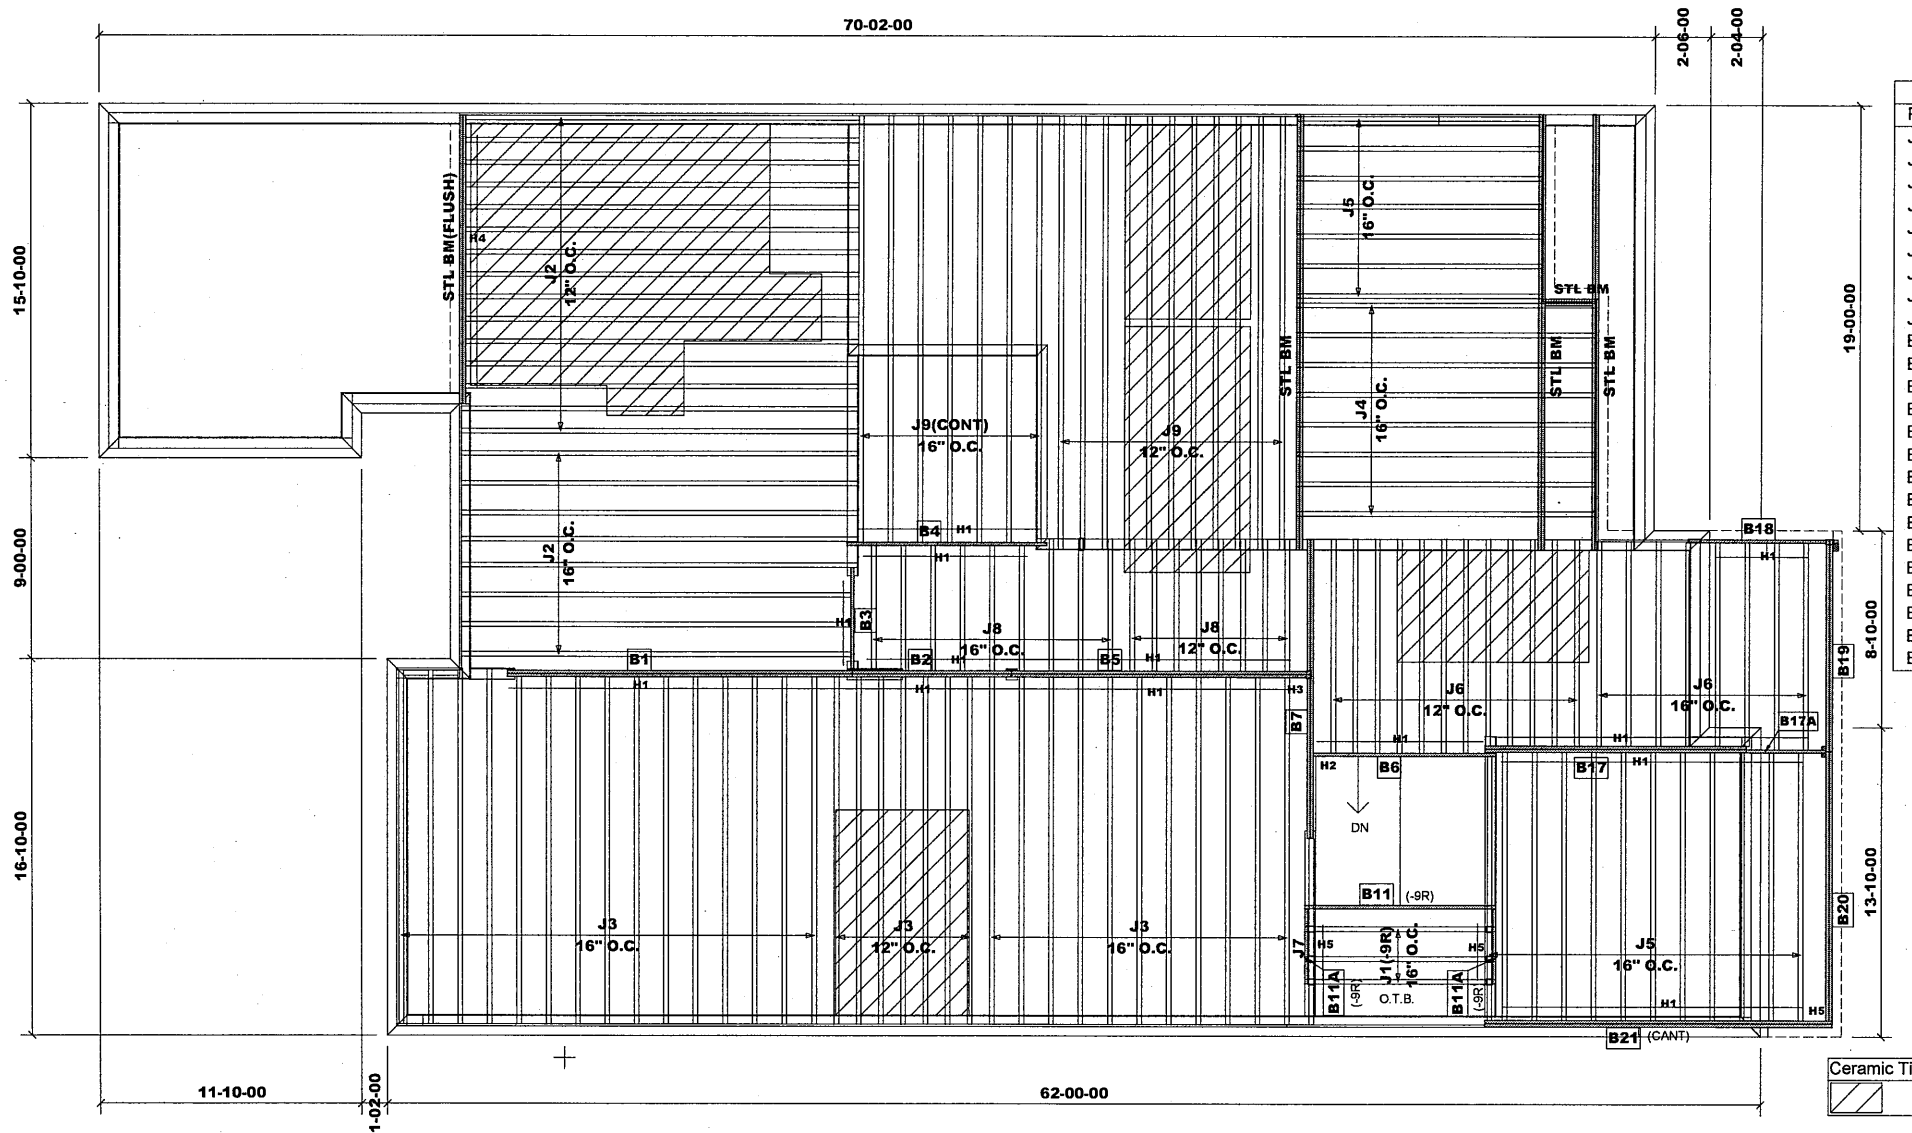 70-02-00
2-06-00
2-04-00
15-10-00
9-00-00
16-10-00
19-00-00
8-10-00
13-10-00
STL BM(FLUSH)
H4
J2
12" O.C.
J2
16" O.C.
J9(CONT)
16" O.C.
J9
12" O.C.
STL BM
J5
16" O.C.
J4
16" O.C.
STL BM
STL BM
STL BM
B4
H1
H1
B18
H1
B3
H1
J8
16" O.C.
J8
12" O.C.
B1
B2
H1
B5
H1
H1
H1
H1
H3
B7
J6
12" O.C.
J6
16" O.C.
B19
B17A
H1
H1
H2
B6
B17
H1
DN
B11
(-9R)
J3
16" O.C.
J3
12" O.C.
J3
16" O.C.
J7
H5
J1(-9R)
16" O.C.
H5
B11A
(-9R)
O.T.B.
B11A
(-9R)
J5
16" O.C.
B20
H1
H5
B21
(CANT)
11-10-00
1-02-00
62-00-00
Ceramic Ti